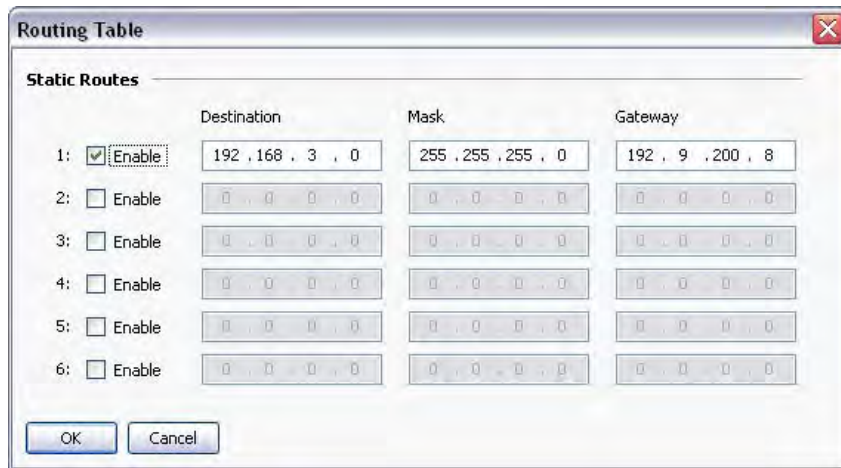 Routing Table
Static Routes
Destination Mask Gateway
1: Enable 192 .168 . 3 . 0 255 .255 .255 . 0 192 . 9 .200 . 8
2: Enable 0 . 0 . 0 . 0 0 . 0 . 0 . 0 0 . 0 . 0 . 0
3: Enable 0 . 0 . 0 . 0 0 . 0 . 0 . 0 0 . 0 . 0 . 0
4: Enable 0 . 0 . 0 . 0 0 . 0 . 0 . 0 0 . 0 . 0 . 0
5: Enable 0 . 0 . 0 . 0 0 . 0 . 0 . 0 0 . 0 . 0 . 0
6: Enable 0 . 0 . 0 . 0 0 . 0 . 0 . 0 0 . 0 . 0 . 0
OK Cancel